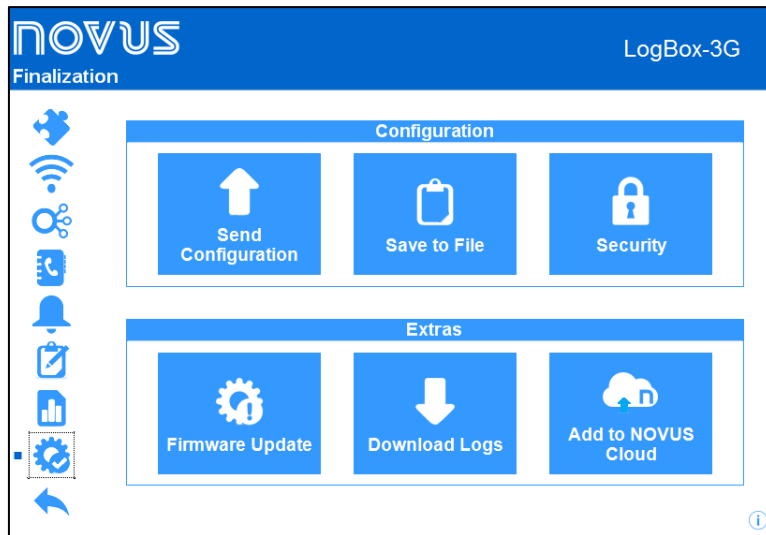 NOVUS
LogBox-3G
Finalization
Configuration
Send
Configuration
Save to File
Security
Extras
Firmware Update
Download Logs
Add to NOVUS
Cloud